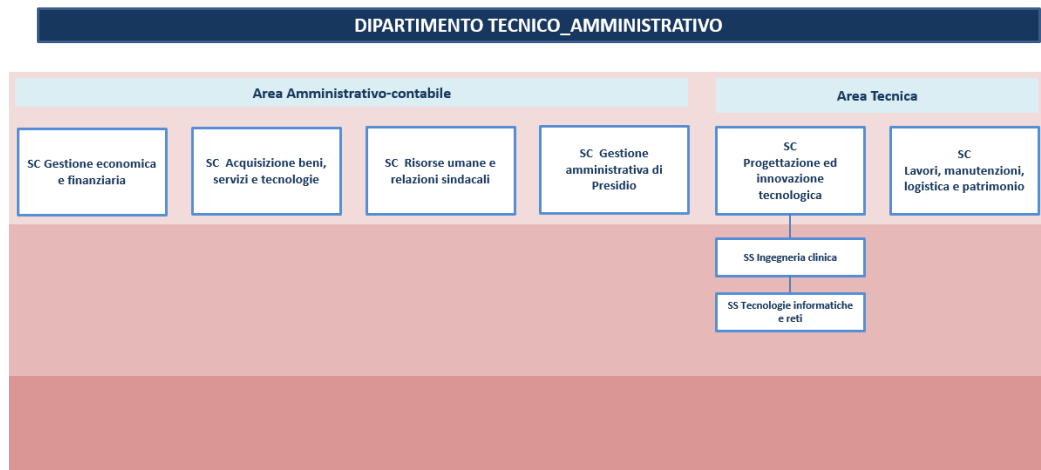 DIPARTIMENTO TECNICO_AMMINISTRATIVO
Area Amministrativo-contabile
Area Tecnica
SC Gestione economica
e finanziaria
SC Acquisizione beni,
servizi e tecnologie
SC Risorse umane e
relazioni sindacali
SC Gestione
amministrativa di
Presidio
SC
Progettazione ed
innovazione
tecnologica
SC
Lavori, manutenzioni,
logistica e patrimonio
SS Ingegneria clinica
SS Tecnologie informatiche
e reti